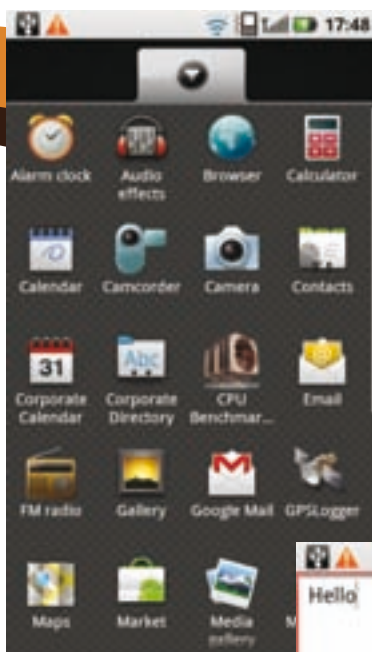 17:48
Alarm clock
Audio effects
Browser
Calculator
Calendar
Camcorder
Camera
Contacts
31
Corporate Calendar
Abc
Corporate Directory
CPU Benchmar...
Email
FM radio
Gallery
Google Mail
GPSLogger
Maps
Market
Media gallery
M
Hello